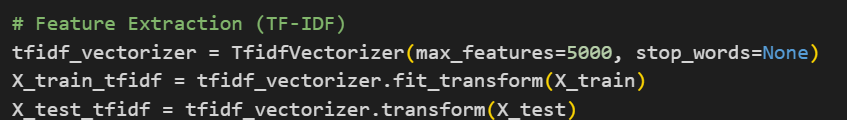 # Feature Extraction (TF-IDF)
tfidf_vectorizer = TfidfVectorizer(max_features=5000, stop_words=None)
X_train_tfidf = tfidf_vectorizer.fit_transform(X_train)
X_test_tfidf = tfidf_vectorizer.transform(X_test)